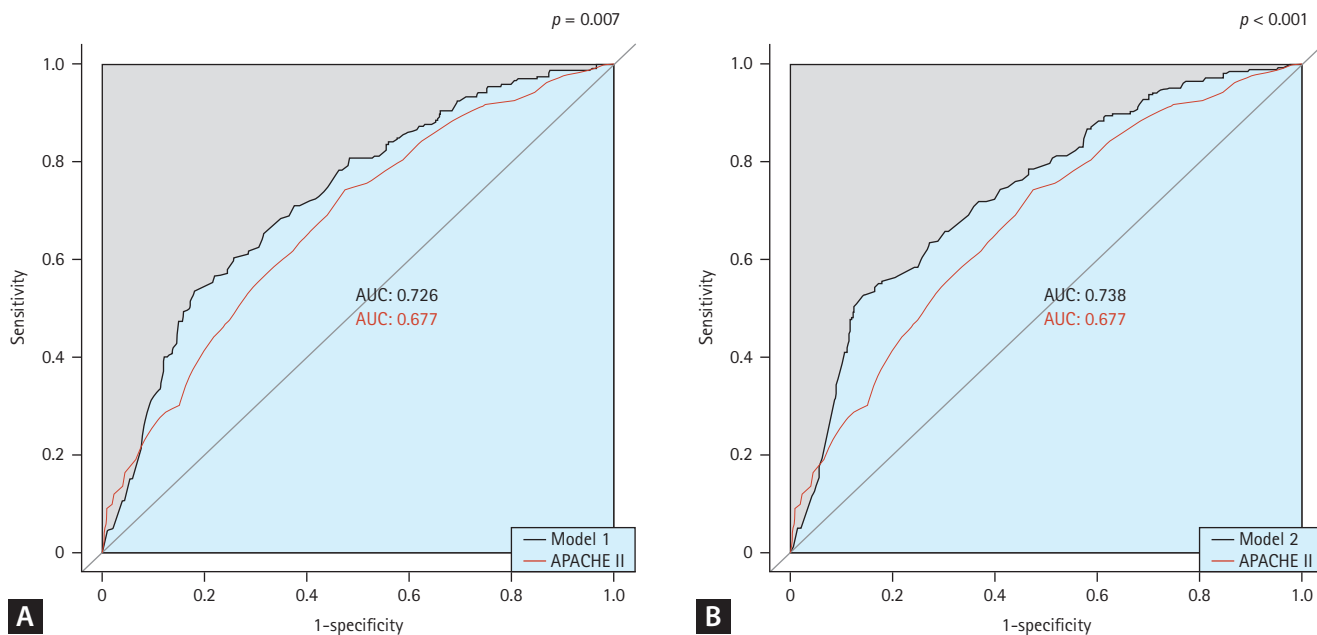 p = 0.007
1.0
0.8
0.6
0.4
0.2
0
Sensitivity
AUC: 0.726
AUC: 0.677
Model 1
APACHE II
0
0.2
0.4
0.6
0.8
1.0
1-specificity
A
p < 0.001
1.0
0.8
0.6
0.4
0.2
0
Sensitivity
AUC: 0.738
AUC: 0.677
Model 2
APACHE II
0
0.2
0.4
0.6
0.8
1.0
1-specificity
B